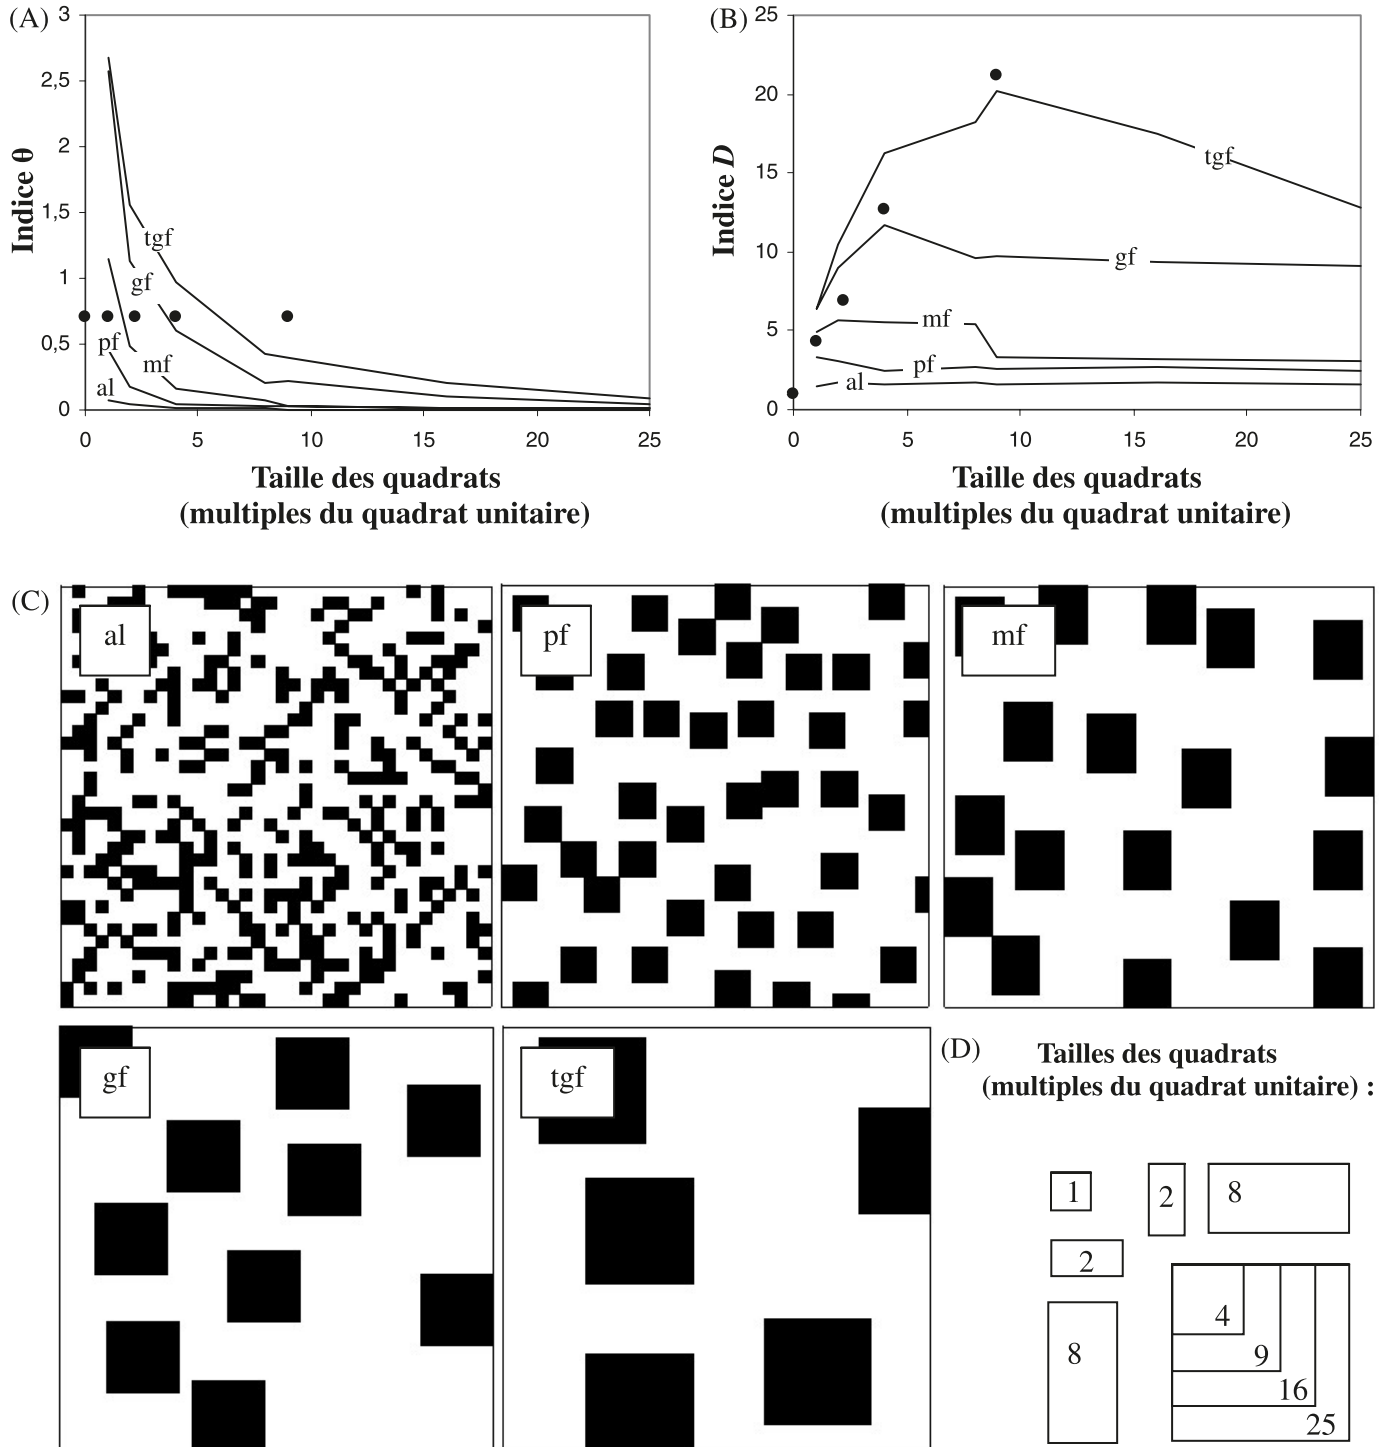 (A)
3
2,5
2
1,5
1
0,5
0
Indice θ
tgf
gf
mf
pf
al
0 5 10 15 20 25
Taille des quadrats
(multiples du quadrat unitaire)
(B)
25
20
15
10
5
0
Indice D
tgf
gf
mf
pf
al
0 5 10 15 20 25
Taille des quadrats
(multiples du quadrat unitaire)
(C)
al
pf
mf
gf
tgf
(D)
Tailles des quadrats
(multiples du quadrat unitaire) :
1
2
8
2
4
8
9
16
25